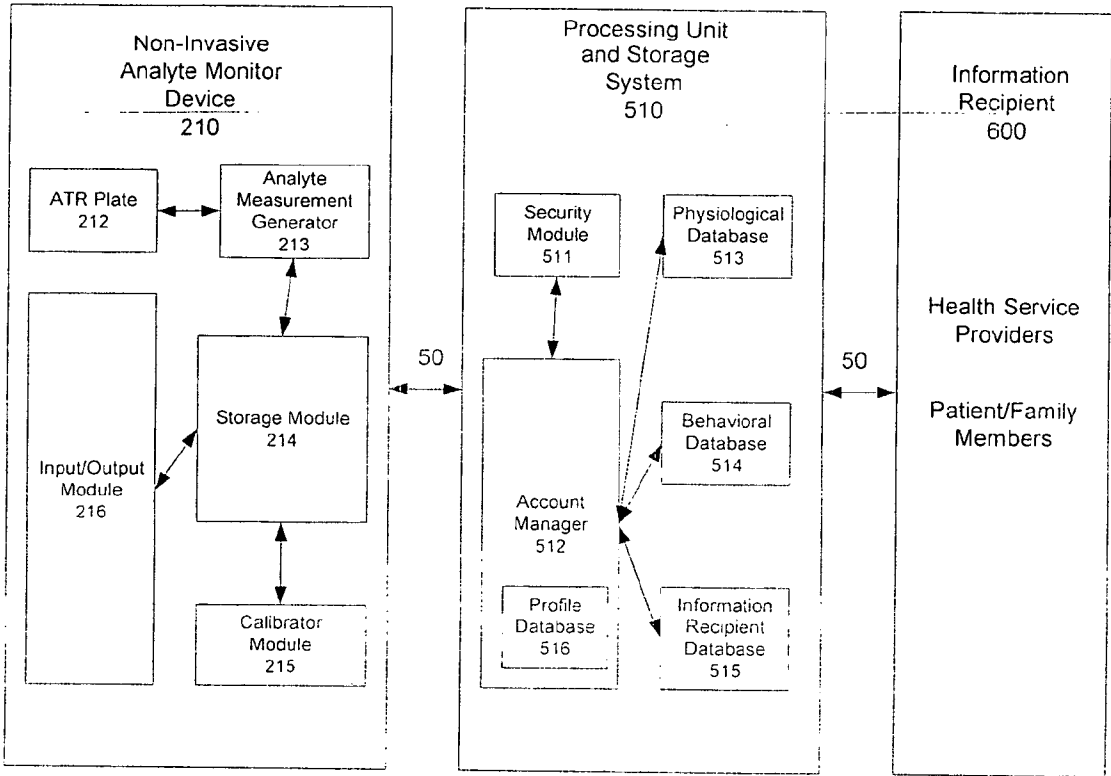 Non-Invasive
Analyte Monitor
Device
210
ATR Plate
212
Analyte
Measurement
Generator
213
Storage Module
214
Input/Output
Module
216
Calibrator
Module
215
50
Processing Unit
and Storage
System
510
Security
Module
511
Physiological
Database
513
Behavioral
Database
514
Account
Manager
512
Profile
Database
516
Information
Recipient
Database
515
50
Information
Recipient
600
Health Service
Providers
Patient/Family
Members